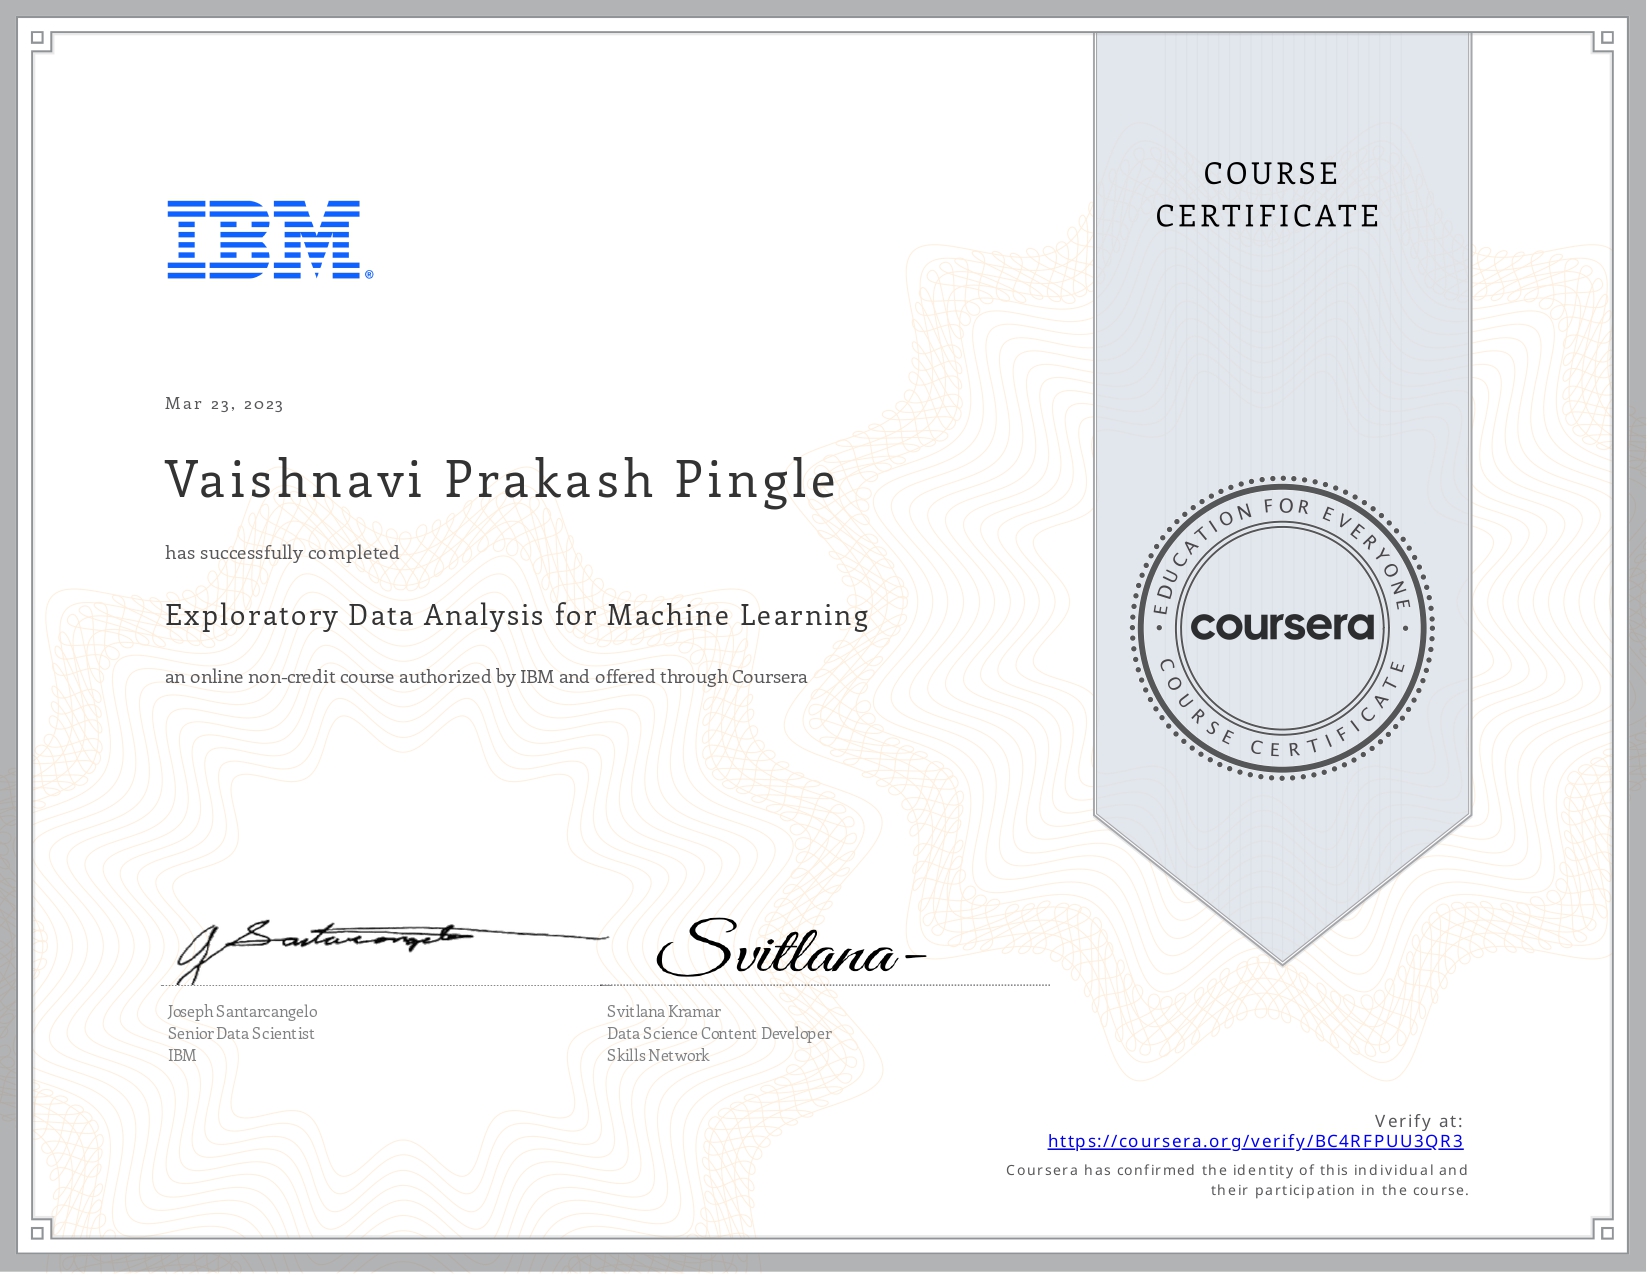 COURSE
CERTIFICATE
IBM®
Mar 23, 2023
Vaishnavi Prakash Pingle
has successfully completed
Exploratory Data Analysis for Machine Learning
an online non-credit course authorized by IBM and offered through Coursera
EDUCATION FOR EVERYONE
coursera
COURSE CERTIFICATE
J Santarcangelo
Svitlana
Joseph Santarcangelo
Senior Data Scientist
IBM
Svitlana Kramar
Data Science Content Developer
Skills Network
Verify at:
https://coursera.org/verify/BC4RFPUU3QR3
Coursera has confirmed the identity of this individual and
their participation in the course.